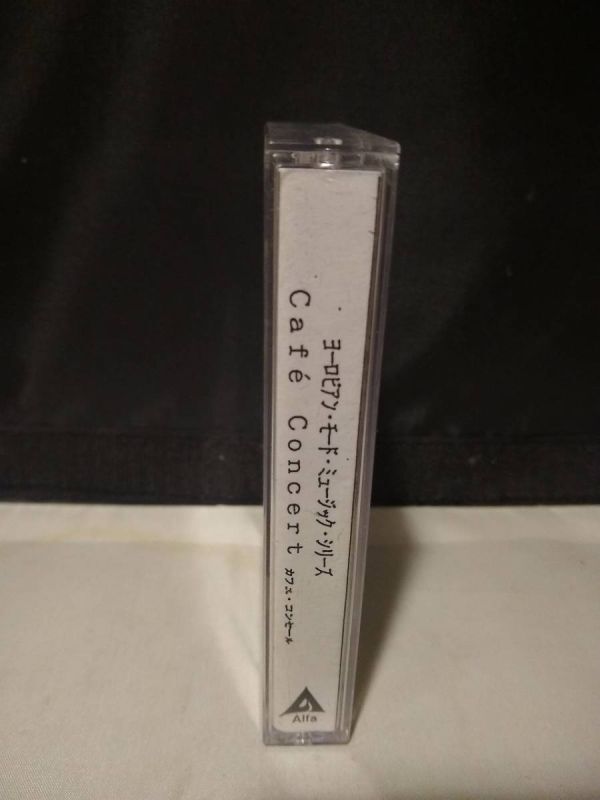 ヨーロピアン・モード・ミュージック・シリーズ
Café Concert カフェ・コンセール
Alfa